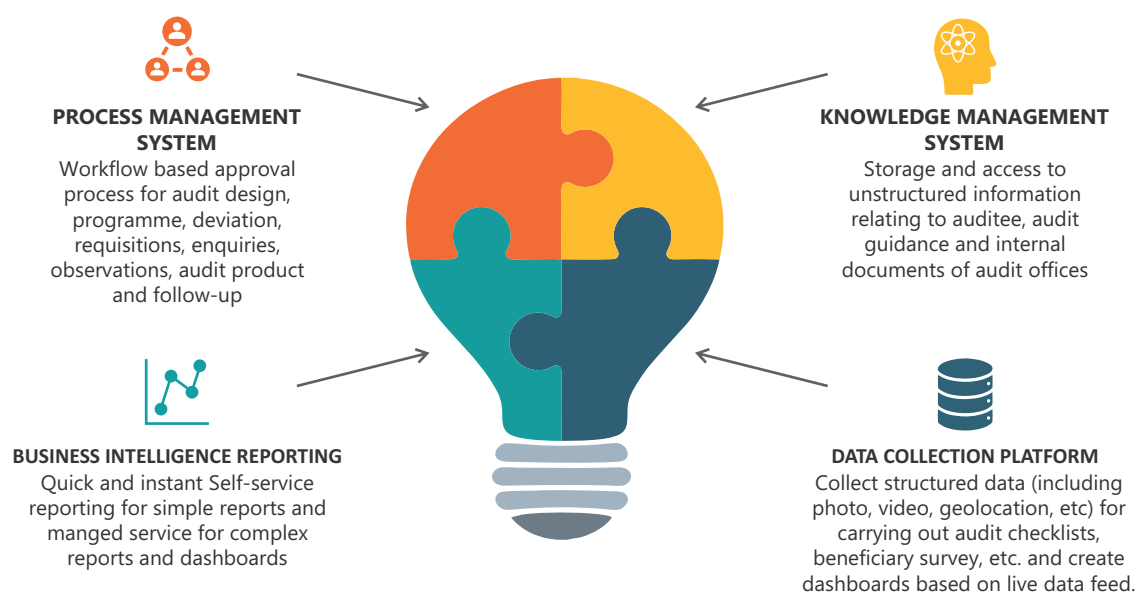 PROCESS MANAGEMENT
SYSTEM
Workflow based approval
process for audit design,
programme, deviation,
requisitions, enquiries,
observations, audit product
and follow-up
KNOWLEDGE MANAGEMENT
SYSTEM
Storage and access to
unstructured information
relating to auditee, audit
guidance and internal
documents of audit offices
BUSINESS INTELLIGENCE REPORTING
Quick and instant Self-service
reporting for simple reports and
manged service for complex
reports and dashboards
DATA COLLECTION PLATFORM
Collect structured data (including
photo, video, geolocation, etc) for
carrying out audit checklists,
beneficiary survey, etc. and create
dashboards based on live data feed.